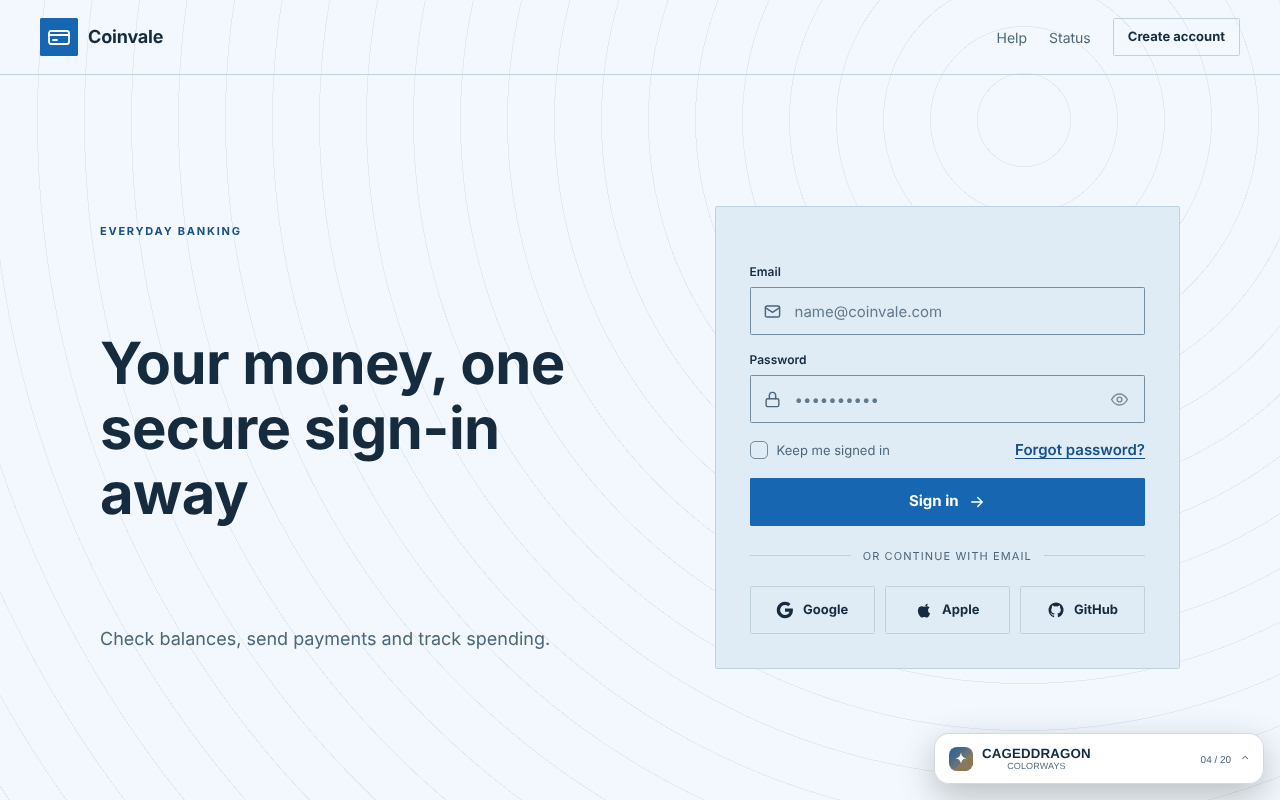 Coinvale
Help
Status
Create account
EVERYDAY BANKING
Your money, one
secure sign-in
away
Check balances, send payments and track spending.
Email
name@coinvale.com
Password
Keep me signed in
Forgot password?
Sign in
OR CONTINUE WITH EMAIL
Google
Apple
GitHub
CAGEDDRAGON
COLORWAYS
04 / 20